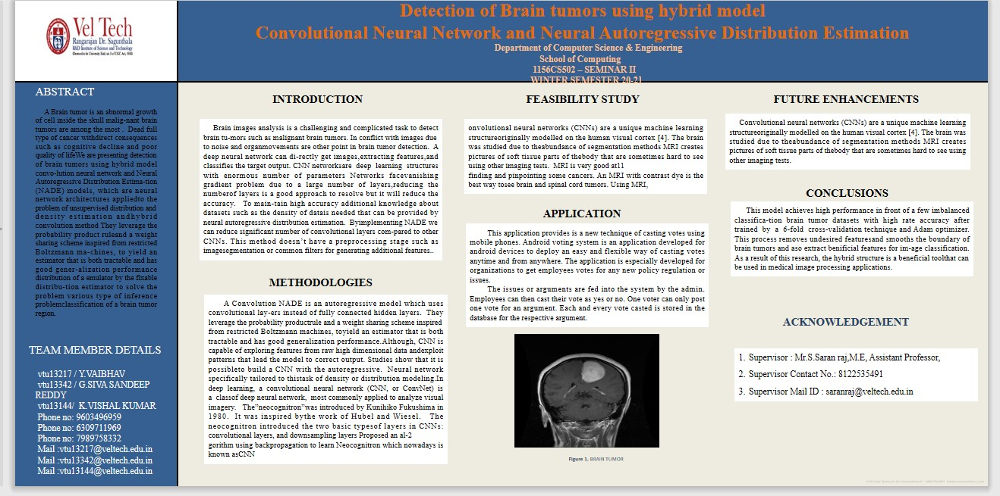 Vel Tech
Rangarajan Dr. Sagunthala
R&D Institute of Science and Technology
(Deemed to be University Estd. u/s 3 of UGC Act, 1956)
Detection of Brain tumors using hybrid model
Convolutional Neural Network and Neural Autoregressive Distribution Estimation
Department of Computer Science & Engineering
School of Computing
1156CS502 – SEMINAR II
WINTER SEMESTER 20-21
ABSTRACT
A Brain tumor is an abnormal growth
of cell inside the skull malig-nant brain
tumors are among the most . Dead full
type of cancer withdirect consequences
such as cognitive decline and poor
quality of lifeWe are presenting detection
of brain tumors using hybrid model
convo-lution neural network and Neural
Autoregressive Distribution Estima-tion
(NADE) models, which are neural
network architectures appliedto the
problem of unsupervised distribution and
density estimation andhybrid
convolution method They leverage the
probability product ruleand a weight
sharing scheme inspired from restricted
Boltzmann ma-chines, to yield an
estimator that is both tractable and has
good gener-alization performance
distribution of a emulator by the fixable
distribu-tion estimator to solve the
problem various type of inference
problemclassification of a brain tumor
region.
TEAM MEMBER DETAILS
vtu13217 / Y.VAIBHAV
vtu13342 / G.SIVA SANDEEP
REDDY
vtu13144/ K.VISHAL KUMAR
Phone no: 9603496959
Phone no: 6309711969
Phone no: 7989758332
Mail :vtu13217@veltech.edu.in
Mail :vtu13342@veltech.edu.in
Mail :vtu13144@veltech.edu.in
INTRODUCTION
Brain images analysis is a challenging and complicated task to detect
brain tu-mors such as malignant brain tumors. In conflict with images due
to noise and organmovements are other point in brain tumor detection. A
deep neural network can di-rectly get images,extracting features,and
classifies the target output. CNN networksare deep learning structures
with enormous number of parameters Networks facevanishing
gradient problem due to a large number of layers,reducing the
numberof layers is a good approach to resolve but it will reduce the
accuracy. To main-tain high accuracy additional knowledge about
datasets such as the density of datais needed that can be provided by
neural autoregressive distribution estimation. Byimplementing NADE we
can reduce significant number of convolutional layers com-pared to other
CNNs. This method doesn't have a preprocessing stage such as
imagesegmentation or common filters for generating additional features..
METHODOLOGIES
A Convolution NADE is an autoregressive model which uses
convolutional lay-ers instead of fully connected hidden layers. They
leverage the probability productrule and a weight sharing scheme inspired
from restricted Boltzmann machines, toyield an estimator that is both
tractable and has good generalization performance.Although, CNN is
capable of exploring features from raw high dimensional data andexploit
patterns that lead the model to correct output. Studies show that it is
possibleto build a CNN with the autoregressive. Neural network
specifically tailored to thistask of density or distribution modeling.In
deep learning, a convolutional neural network (CNN, or ConvNet) is
a classof deep neural network, most commonly applied to analyze visual
imagery. The"neocognitron"was introduced by Kunihiko Fukushima in
1980. It was inspired bythe work of Hubel and Wiesel. The
neocognitron introduced the two basic typesof layers in CNNs:
convolutional layers, and downsampling layers Proposed an al-2
gorithm using backpropagation to learn Neocognitron which nowadays is
known asCNN
FEASIBILITY STUDY
onvolutional neural networks (CNNs) are a unique machine learning
structureoriginally modelled on the human visual cortex [4]. The brain
was studied due to theabundance of segmentation methods MRI creates
pictures of soft tissue parts of thebody that are sometimes hard to see
using other imaging tests. MRI is very good at11
finding and pinpointing some cancers. An MRI with contrast dye is the
best way tosee brain and spinal cord tumors. Using MRI,
APPLICATION
This application provides is a new technique of casting votes using
mobile phones. Android voting system is an application developed for
android devices to deploy an easy and flexible way of casting votes
anytime and from anywhere. The application is especially developed for
organizations to get employees votes for any new policy regulation or
issues.
The issues or arguments are fed into the system by the admin.
Employees can then cast their vote as yes or no. One voter can only post
one vote for an argument. Each and every vote casted is stored in the
database for the respective argument.
Figure 1. BRAIN TUMOR
FUTURE ENHANCEMENTS
Convolutional neural networks (CNNs) are a unique machine learning
structureoriginally modelled on the human visual cortex [4]. The brain was
studied due to theabundance of segmentation methods MRI creates
pictures of soft tissue parts of thebody that are sometimes hard to see using
other imaging tests.
CONCLUSIONS
This model achieves high performance in front of a few imbalanced
classifica-tion brain tumor datasets with high rate accuracy after
trained by a 6-fold cross-validation technique and Adam optimizer.
This process removes undesired featuresand smooths the boundary of
brain tumors and aso extract benificial features for im-age classification.
As a result of this research, the hybrid structure is a beneficial toolthat can
be used in medical image processing applications.
ACKNOWLEDGEMENT
1. Supervisor : Mr.S.Saran raj,M.E, Assistant Professor,
2. Supervisor Contact No.: 8122535491
3. Supervisor Mail ID : saranraj@veltech.edu.in